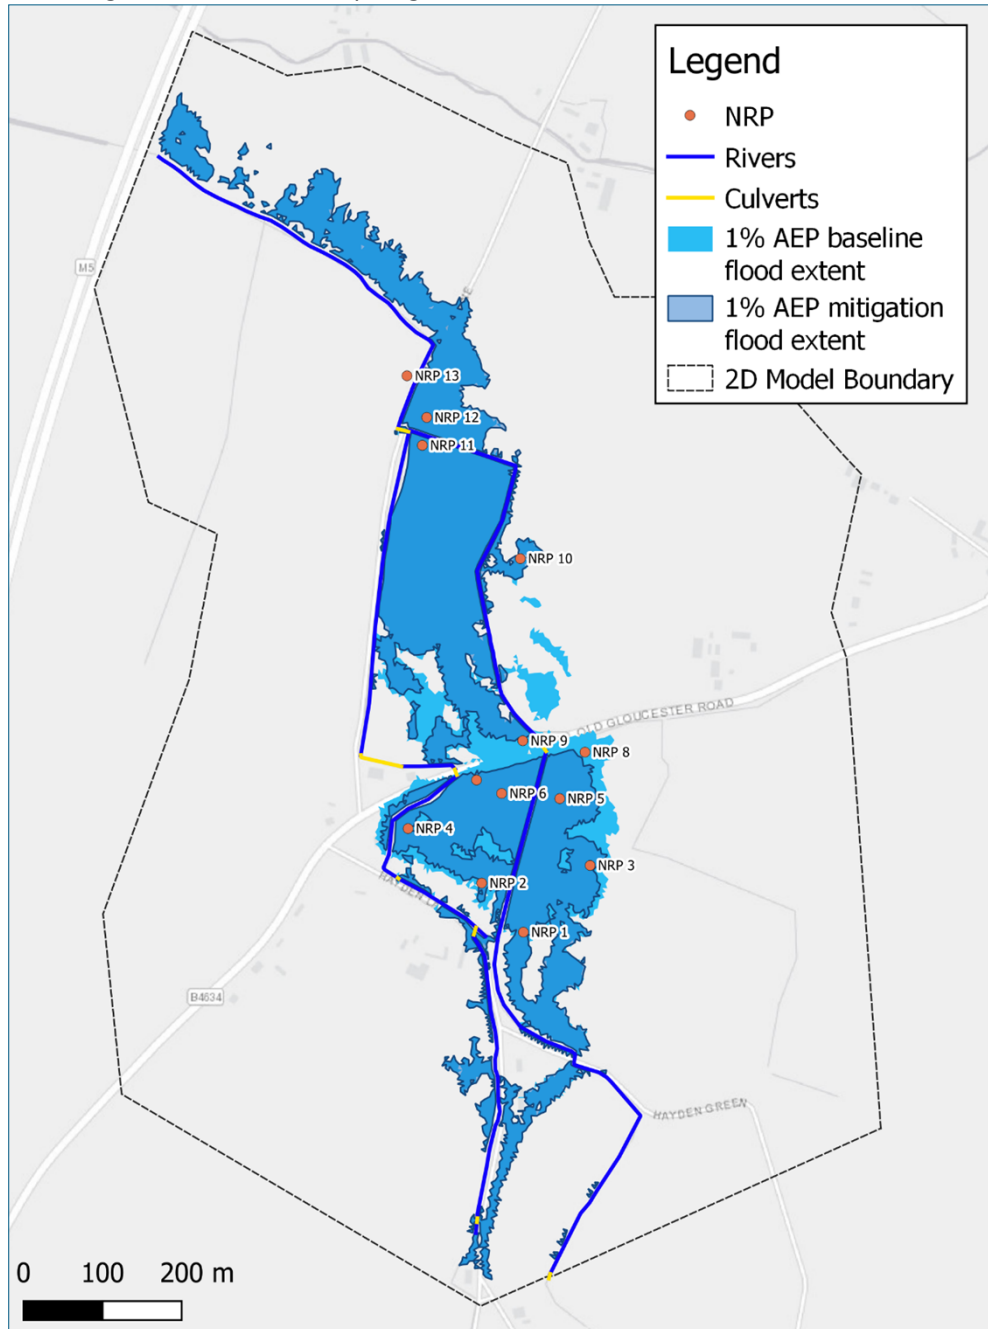 Legend
NRP
Rivers
Culverts
1% AEP baseline
flood extent
1% AEP mitigation
flood extent
2D Model Boundary
M5
NRP 13
NRP 12
NRP 11
NRP 10
OLD GLOUCESTER ROAD
NRP 9
NRP 8
NRP 6
NRP 5
NRP 4
NRP 3
HAYDEN
NRP 2
NRP 1
B4634
HAYDEN GREEN
0 100 200 m